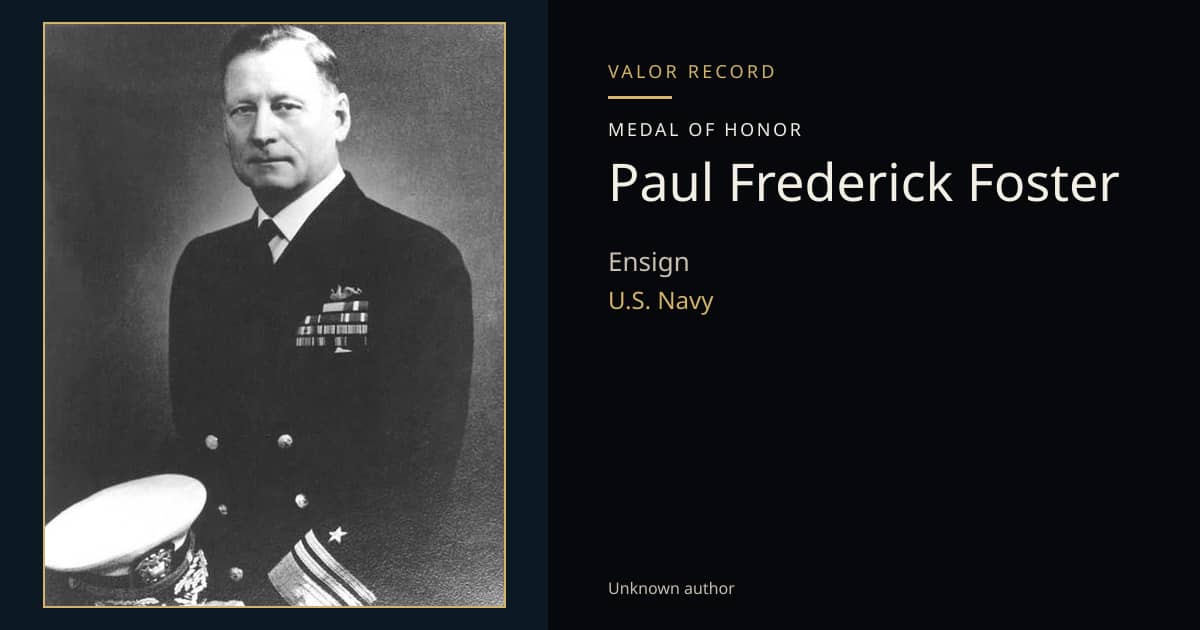 VALOR RECORD
MEDAL OF HONOR
Paul Frederick Foster
Ensign
U.S. Navy
Unknown author